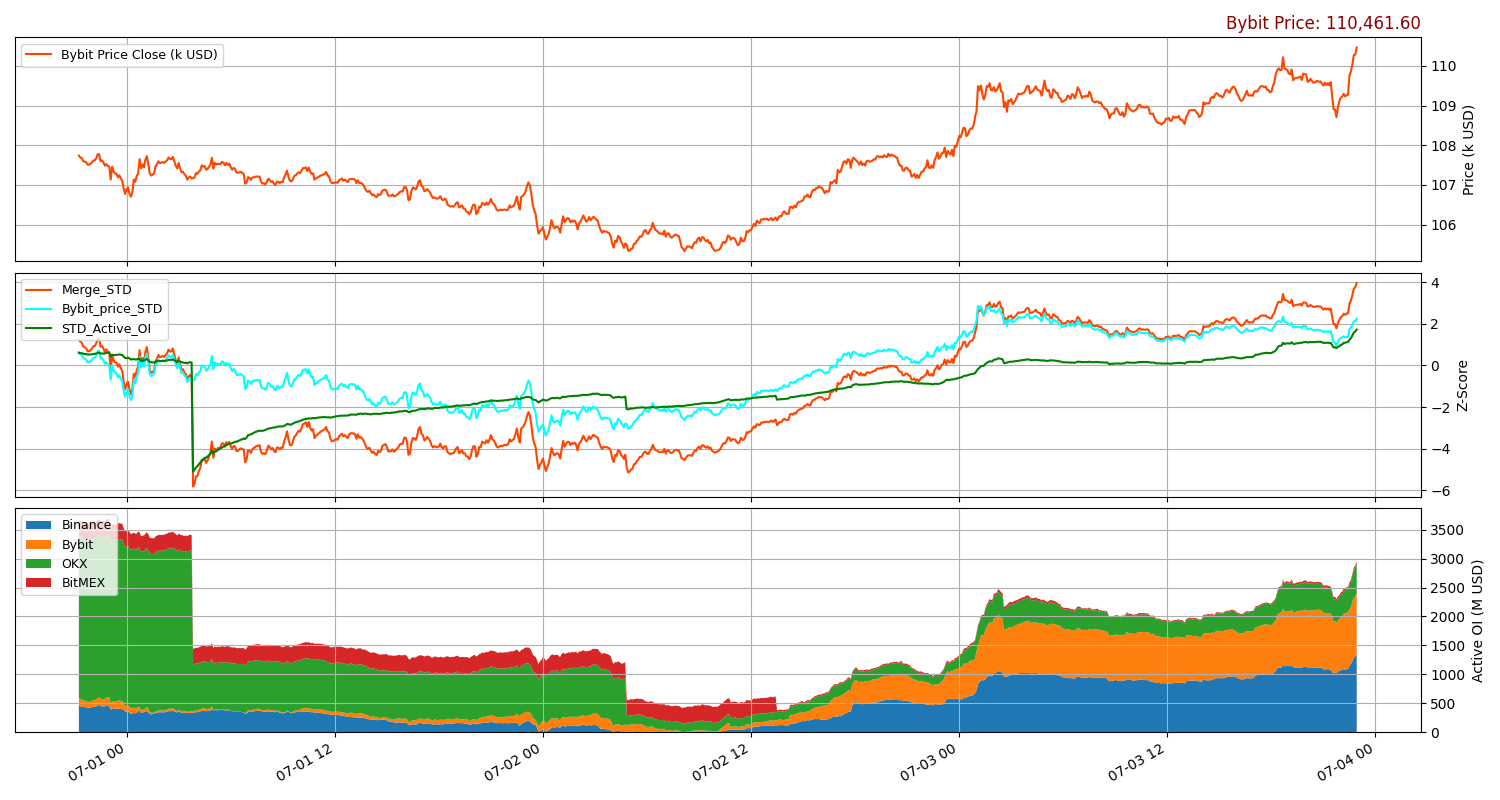 Bybit Price: 110,461.60
Bybit Price Close (k USD)
110
109
108
107
106
Price (k USD)
Merge_STD
Bybit_price_STD
STD_Active_OI
4
2
0
−2
−4
−6
Z-score
Binance
Bybit
OKX
BitMEX
3500
3000
2500
2000
1500
1000
500
0
Active OI (M USD)
07-01 00
07-01 12
07-02 00
07-02 12
07-03 00
07-03 12
07-04 00